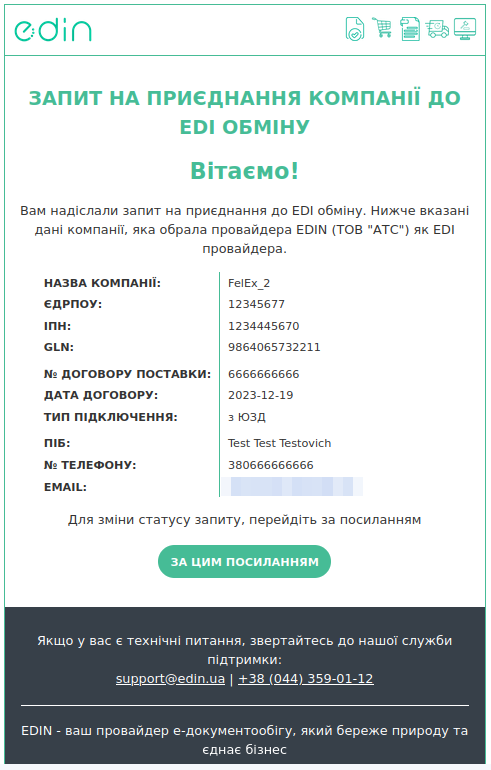 edin
ЗАПИТ НА ПРИЄДНАННЯ КОМПАНІЇ ДО
EDI ОБМІНУ
Вітаємо!
Вам надіслали запит на приєднання до EDI обміну. Нижче вказані
дані компанії, яка обрала провайдера EDIN (ТОВ "АТС") як EDI
провайдера.
НАЗВА КОМПАНІЇ: FelEx_2
ЄДРПОУ: 12345677
ІПН: 1234445670
GLN: 9864065732211
№ ДОГОВОРУ ПОСТАВКИ: 6666666666
ДАТА ДОГОВОРУ: 2023-12-19
ТИП ПІДКЛЮЧЕННЯ: з ЮЗД
ПІБ: Test Test Testovich
№ ТЕЛЕФОНУ: 380666666666
EMAIL:
Для зміни статусу запиту, перейдіть за посиланням
ЗА ЦИМ ПОСИЛАННЯМ
Якщо у вас є технічні питання, звертайтесь до нашої служби
підтримки:
support@edin.ua | +38 (044) 359-01-12
EDIN - ваш провайдер е-документообігу, який береже природу та
єднає бізнес